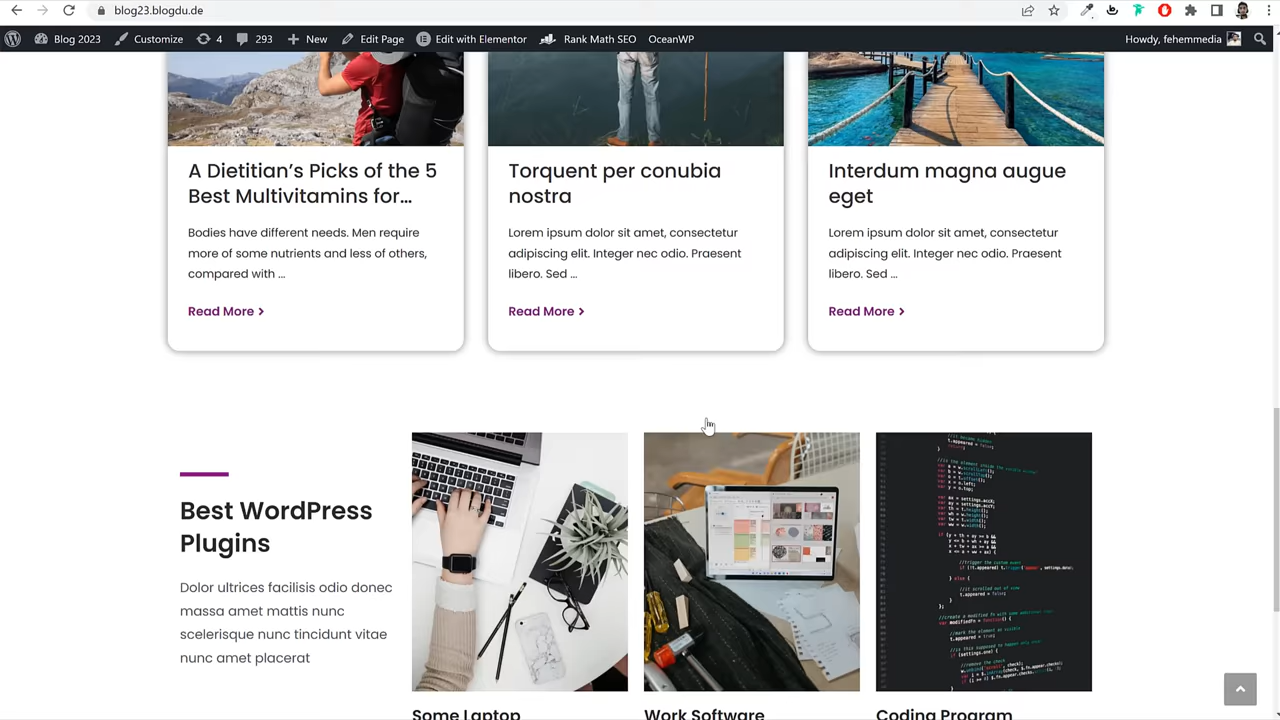 blog23.blogdu.de
Blog 2023
Customize
4
293
New
Edit Page
Edit with Elementor
Rank Math SEO
OceanWP
Howdy, fehemmedia
A Dietitian’s Picks of the 5
Best Multivitamins for...
Bodies have different needs. Men require
more of some nutrients and less of others,
compared with ...
Read More
Torquent per conubia
nostra
Lorem ipsum dolor sit amet, consectetur
adipiscing elit. Integer nec odio. Praesent
libero. Sed ...
Read More
Interdum magna augue
eget
Lorem ipsum dolor sit amet, consectetur
adipiscing elit. Integer nec odio. Praesent
libero. Sed ...
Read More
Best WordPress
Plugins
Dolor ultrices urna odio donec
massa amet mattis nunc
scelerisque nunc tincidunt vitae
nunc amet placerat
Some Laptop
Work Software
Coding Program